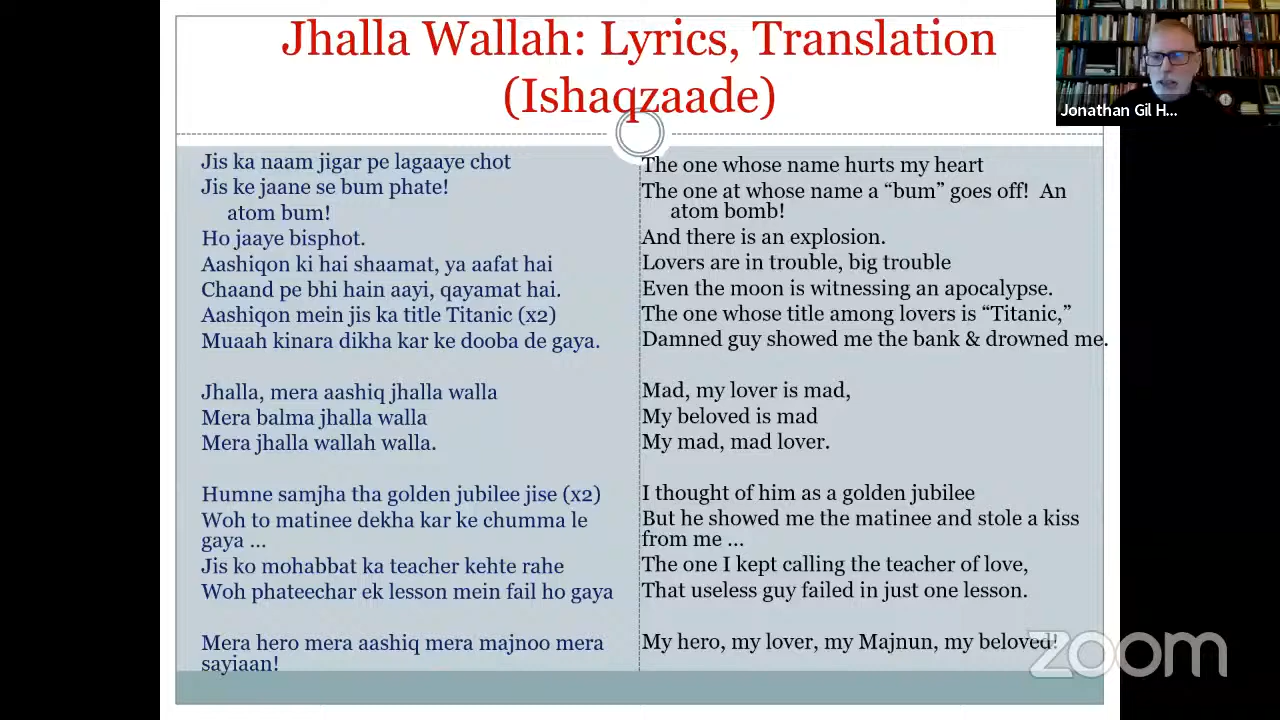 Jhalla Wallah: Lyrics, Translation
(Ishaqzaade)
Jonathan Gil H...
Jis ka naam jigar pe lagaaye chot
Jis ke jaane se bum phate!
atom bum!
Ho jaaye bisphot.
Aashiqon ki hai shaamat, ya aafat hai
Chaand pe bhi hain aayi, qayamat hai.
Aashiqon mein jis ka title Titanic (x2)
Muaah kinara dikha kar ke dooba de gaya.
Jhalla, mera aashiq jhalla walla
Mera balma jhalla walla
Mera jhalla wallah walla.
Humne samjha tha golden jubilee jise (x2)
Woh to matinee dekha kar ke chumma le
gaya ...
Jis ko mohabbat ka teacher kehte rahe
Woh phateechar ek lesson mein fail ho gaya
Mera hero mera aashiq mera majnoo mera
sayiaan!
The one whose name hurts my heart
The one at whose name a “bum” goes off! An
atom bomb!
And there is an explosion.
Lovers are in trouble, big trouble
Even the moon is witnessing an apocalypse.
The one whose title among lovers is “Titanic,”
Damned guy showed me the bank & drowned me.
Mad, my lover is mad,
My beloved is mad
My mad, mad lover.
I thought of him as a golden jubilee
But he showed me the matinee and stole a kiss
from me ...
The one I kept calling the teacher of love,
That useless guy failed in just one lesson.
My hero, my lover, my Majnun, my beloved!
zoom